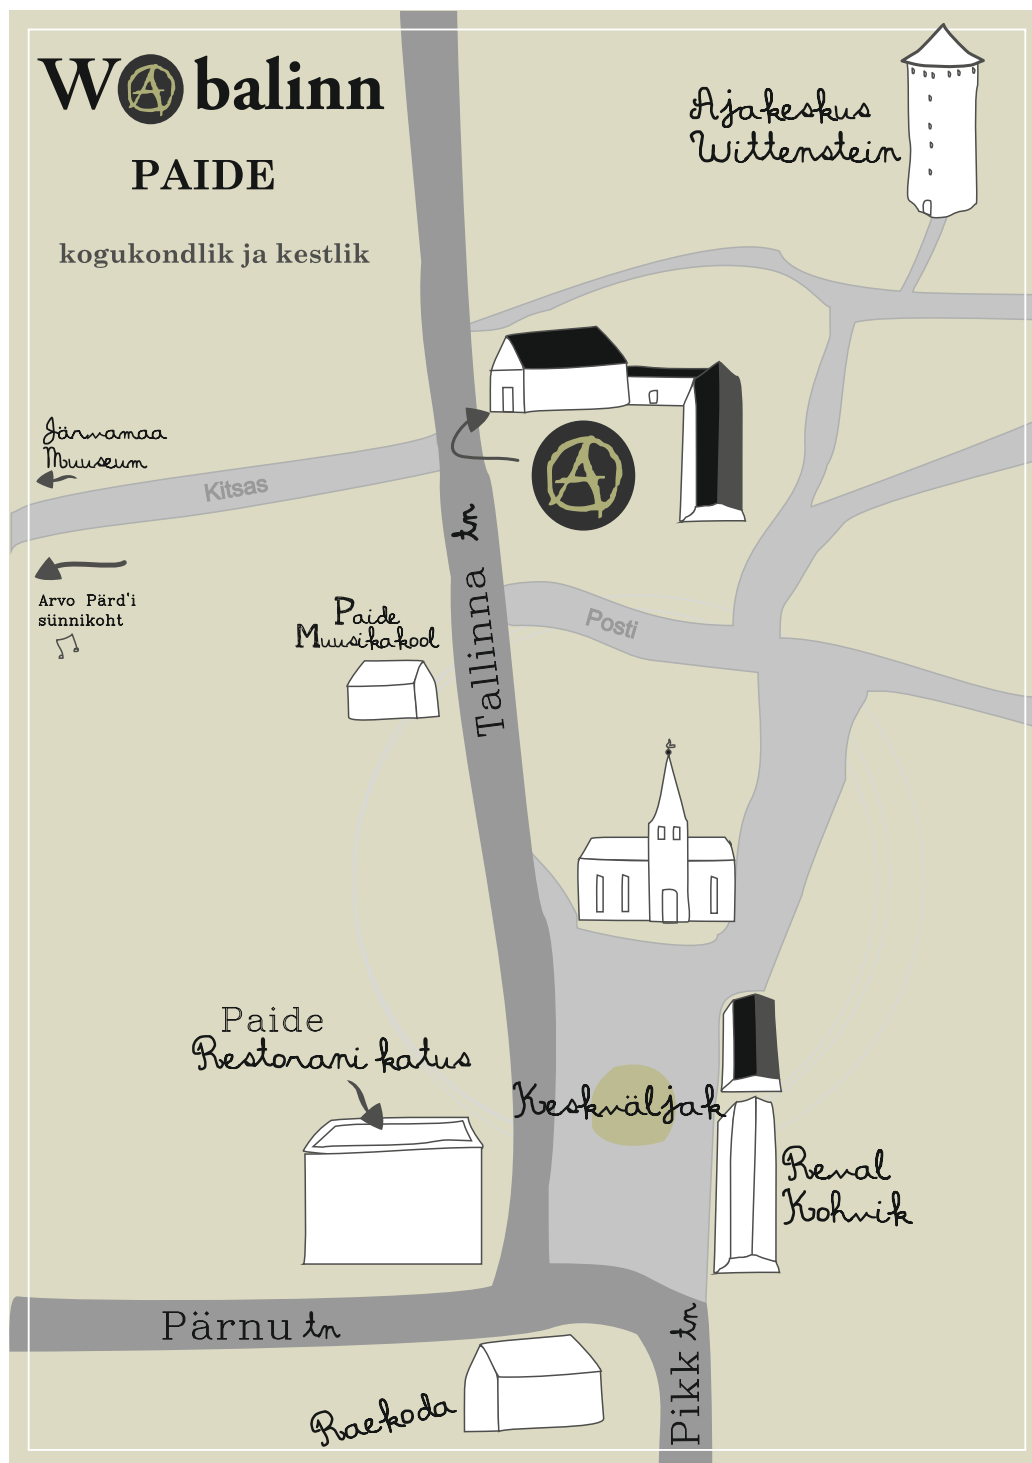 WAbalinn
PAIDE
kogukondlik ja kestlik
Ajakeskus
Wittenstein
Järvamaa
Muuseum
Kitsas
A
Arvo Pärd'i
sünnikoht
Paide
Muusikakool
Tallinna tn
Posti
Paide
Restorani katus
Keskväljak
Reval
Kohvik
Pärnu tn
Pikk tn
Raekoda